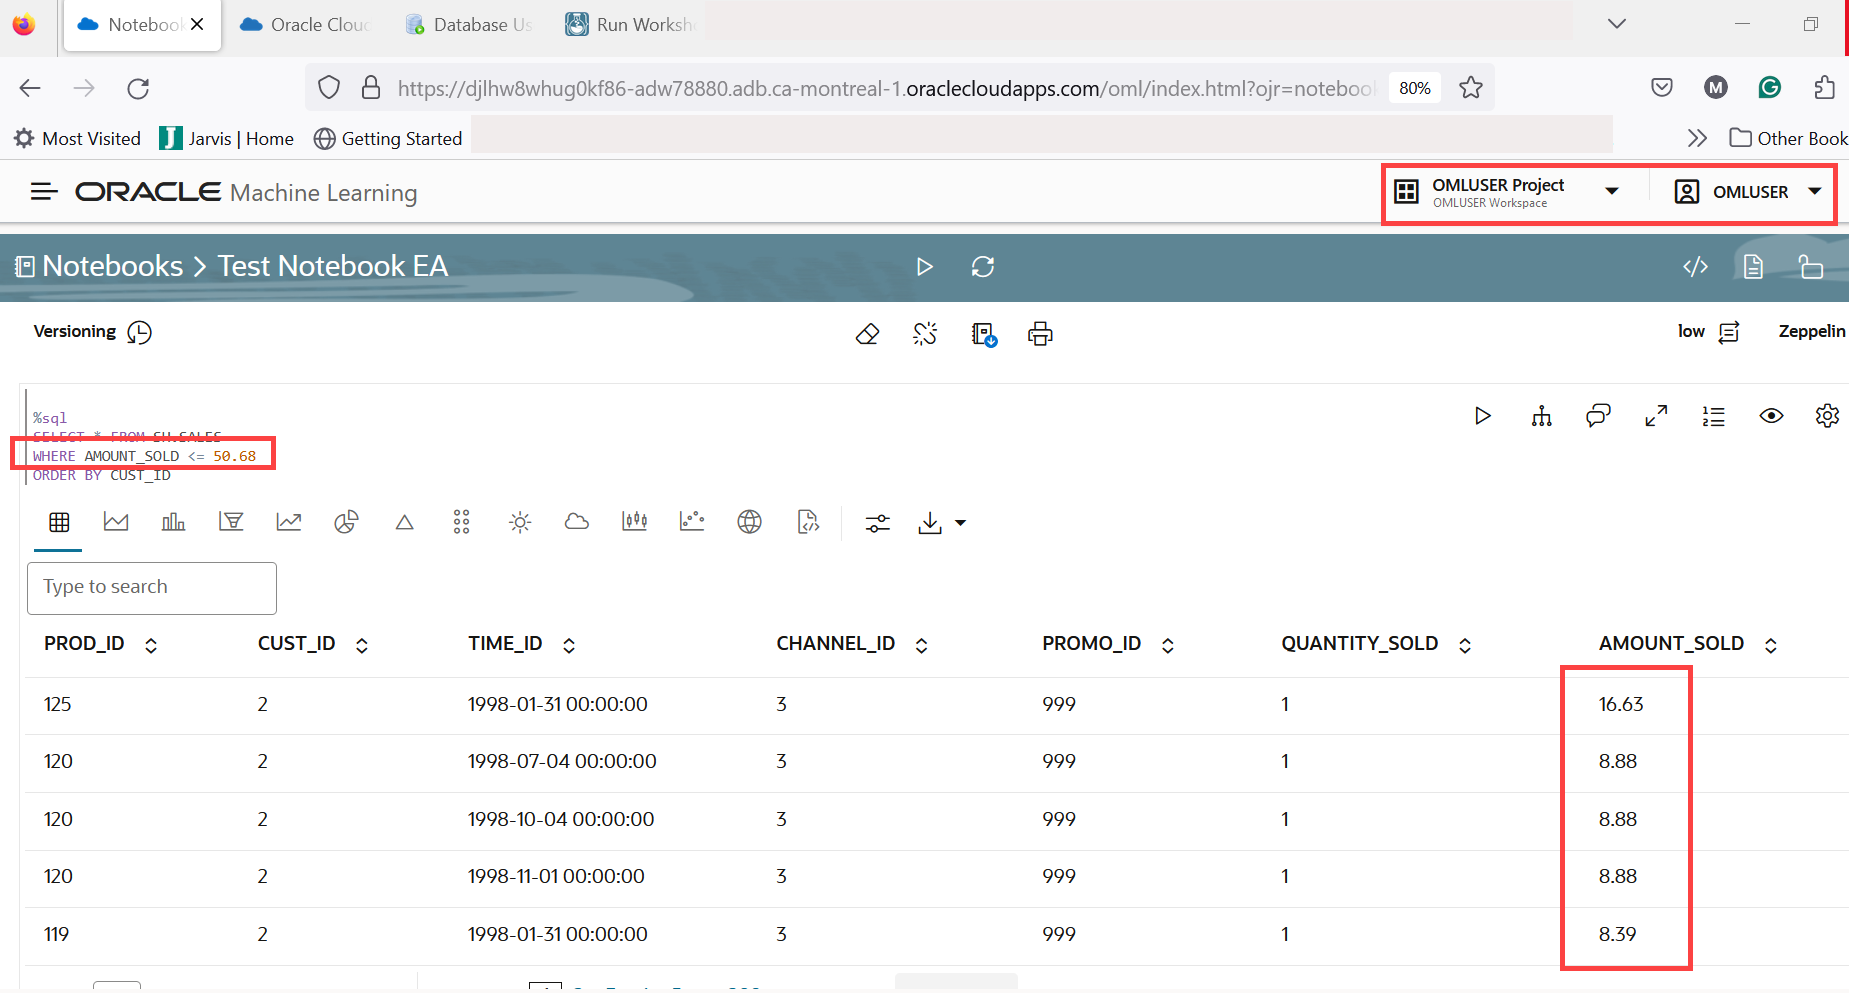 Notebook
Oracle Cloud
Database Us
Run Worksh
https://djlhw8whug0kf86-adw78880.adb.ca-montreal-1.oraclecloudapps.com/oml/index.html?ojr=notebook
80%
M
Most Visited
J
Jarvis | Home
Getting Started
Other Book
ORACLE Machine Learning
OMLUSER Project
OMLUSER Workspace
OMLUSER
Notebooks > Test Notebook EA
Versioning
low
Zeppelin
%sql
SELECT * FROM SH.SALES
WHERE AMOUNT_SOLD <= 50.68
ORDER BY CUST_ID
Type to search
PROD_ID CUST_ID TIME_ID CHANNEL_ID PROMO_ID QUANTITY_SOLD AMOUNT_SOLD
125 2 1998-01-31 00:00:00 3 999 1 16.63
120 2 1998-07-04 00:00:00 3 999 1 8.88
120 2 1998-10-04 00:00:00 3 999 1 8.88
120 2 1998-11-01 00:00:00 3 999 1 8.88
119 2 1998-01-31 00:00:00 3 999 1 8.39